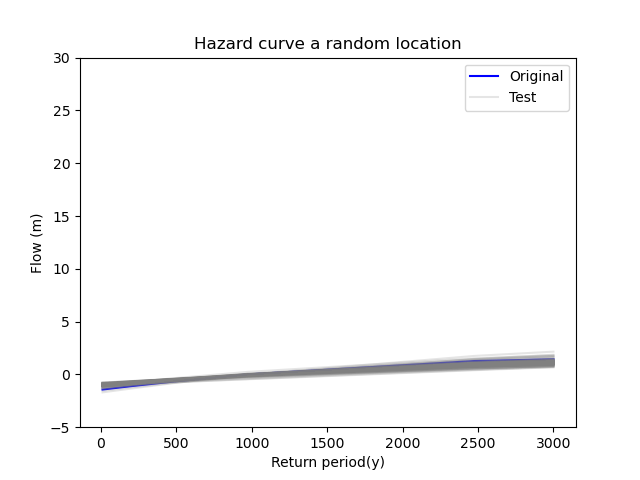 Hazard curve a random location
Original
Test
Flow (m)
30
25
20
15
10
5
0
−5
0 500 1000 1500 2000 2500 3000
Return period(y)